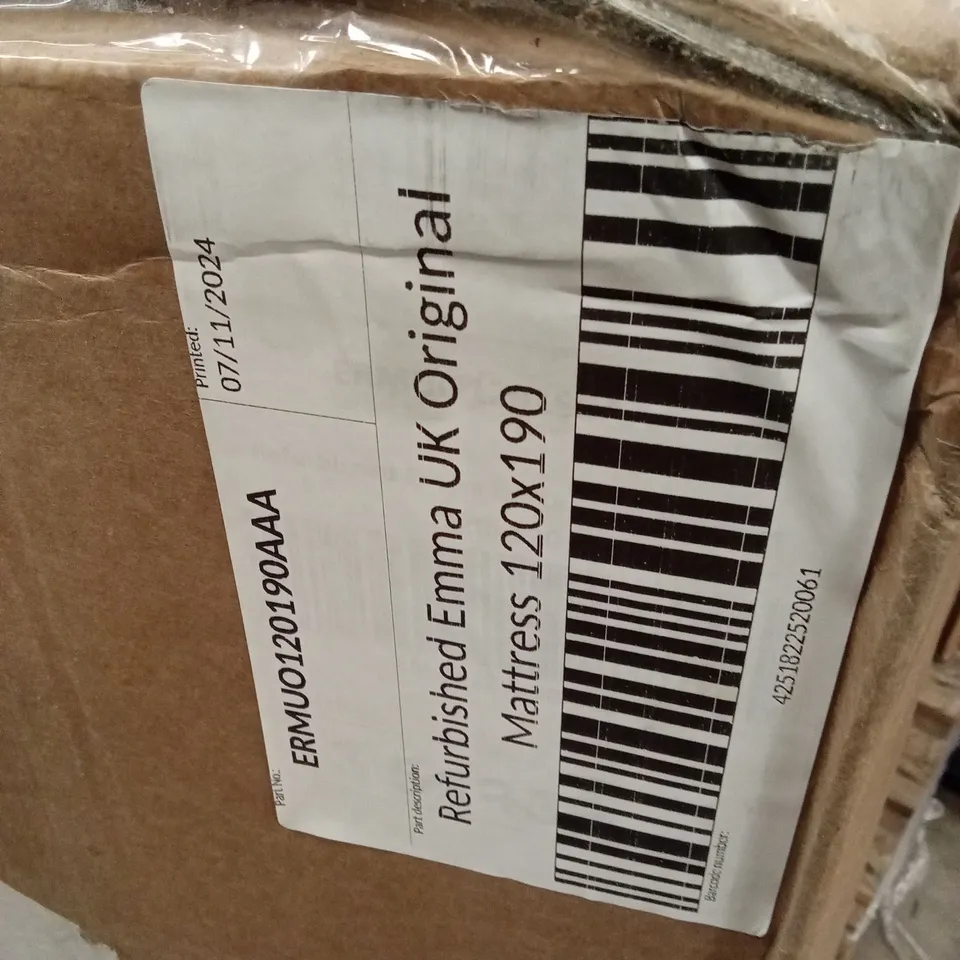 Part No:
ERMUO120190AAA
Printed:
07/11/2024
Part description:
Refurbished Emma UK Original
Mattress 120x190
Barcode number:
4251822520061